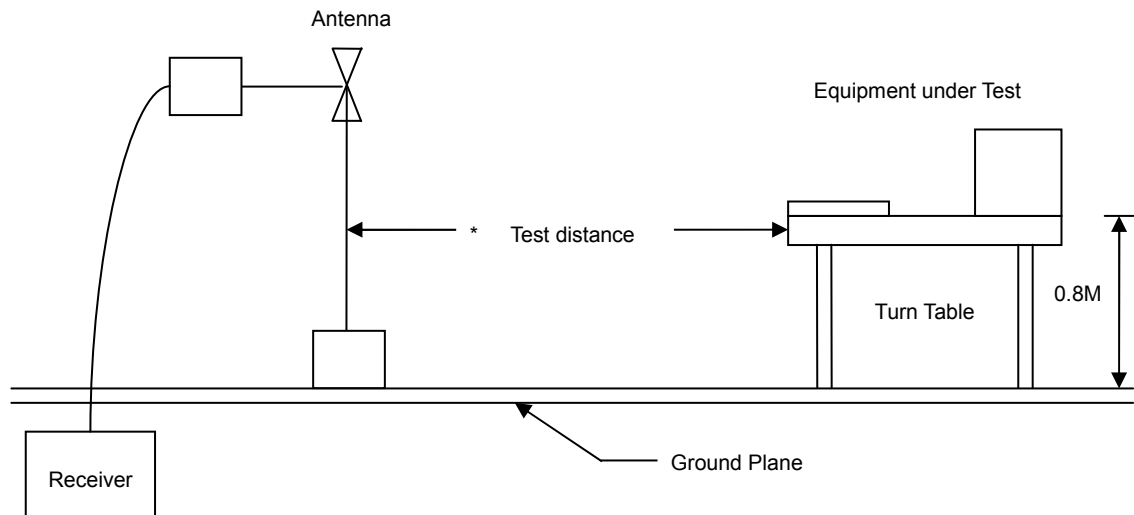 Antenna
Equipment under Test
* Test distance
0.8M
Turn Table
Ground Plane
Receiver